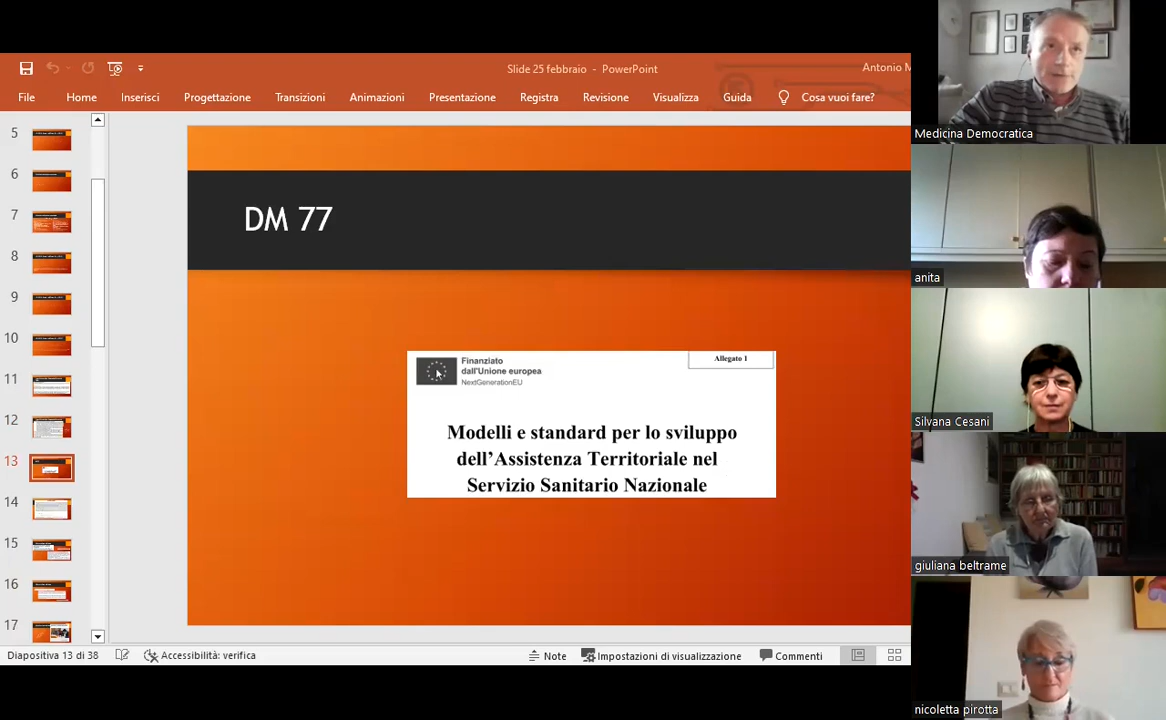 Slide 25 febbraio - PowerPoint
Antonio M
File Home Inserisci Progettazione Transizioni Animazioni Presentazione Registra Revisione Visualizza Guida Cosa vuoi fare?
5
6
7
8
9
10
11
12
13
14
15
16
17
DM 77
Finanziato
dall'Unione europea
NextGenerationEU
Allegato 1
Modelli e standard per lo sviluppo
dell'Assistenza Territoriale nel
Servizio Sanitario Nazionale
Diapositiva 13 di 38 Accessibilità: verifica Note Impostazioni di visualizzazione Commenti
Medicina Democratica
anita
Silvana Cesani
giuliana beltrame
nicoletta pirotta